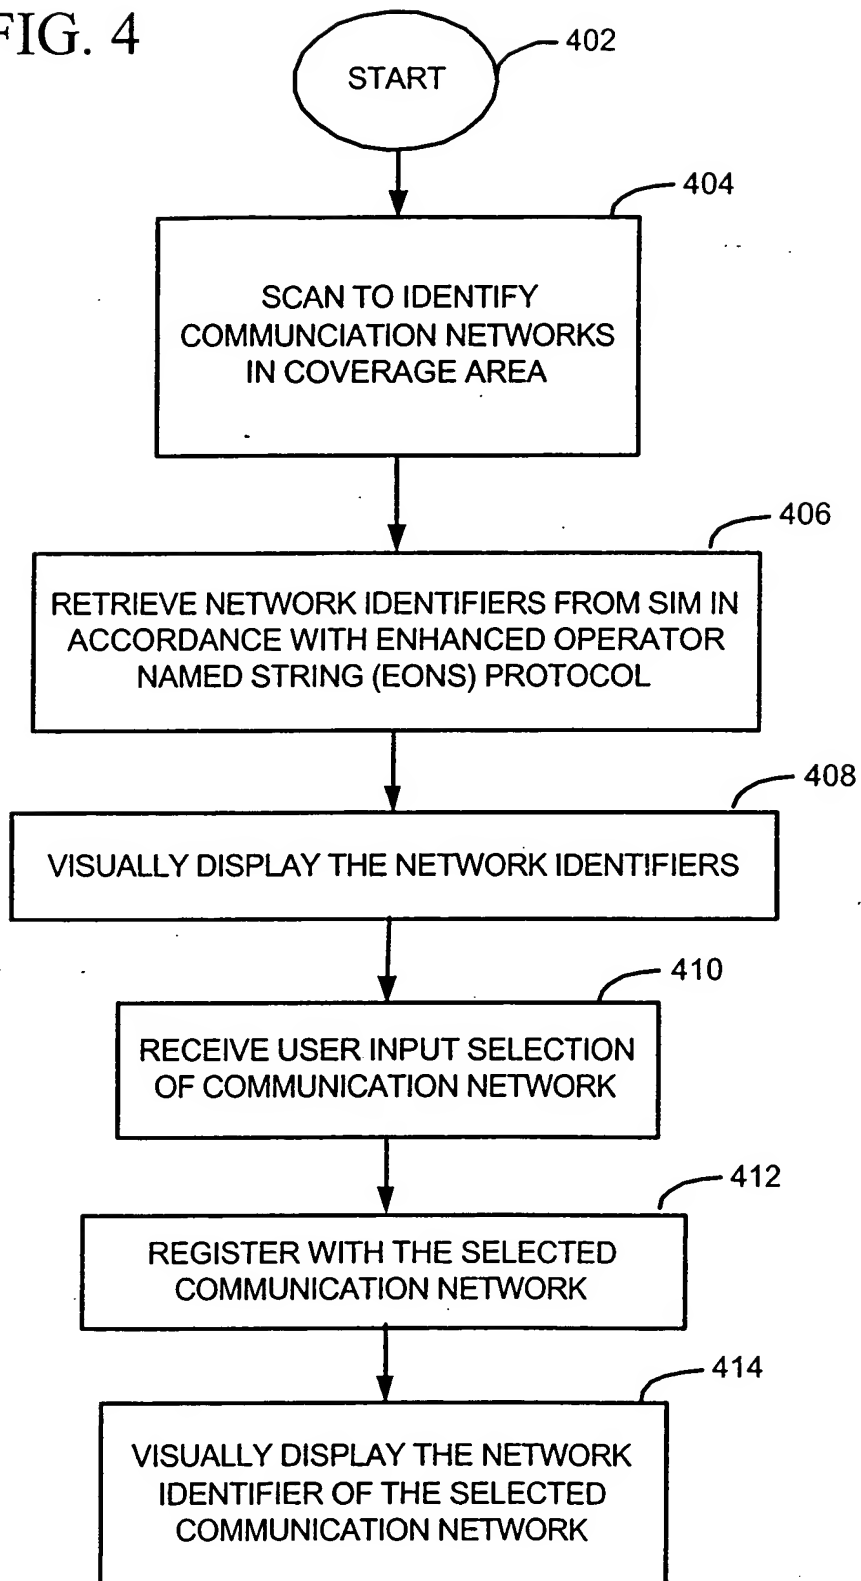 FIG. 4
402
START
404
SCAN TO IDENTIFY
COMMUNCIATION NETWORKS
IN COVERAGE AREA
406
RETRIEVE NETWORK IDENTIFIERS FROM SIM IN
ACCORDANCE WITH ENHANCED OPERATOR
NAMED STRING (EONS) PROTOCOL
408
VISUALLY DISPLAY THE NETWORK IDENTIFIERS
410
RECEIVE USER INPUT SELECTION
OF COMMUNICATION NETWORK
412
REGISTER WITH THE SELECTED
COMMUNICATION NETWORK
414
VISUALLY DISPLAY THE NETWORK
IDENTIFIER OF THE SELECTED
COMMUNICATION NETWORK